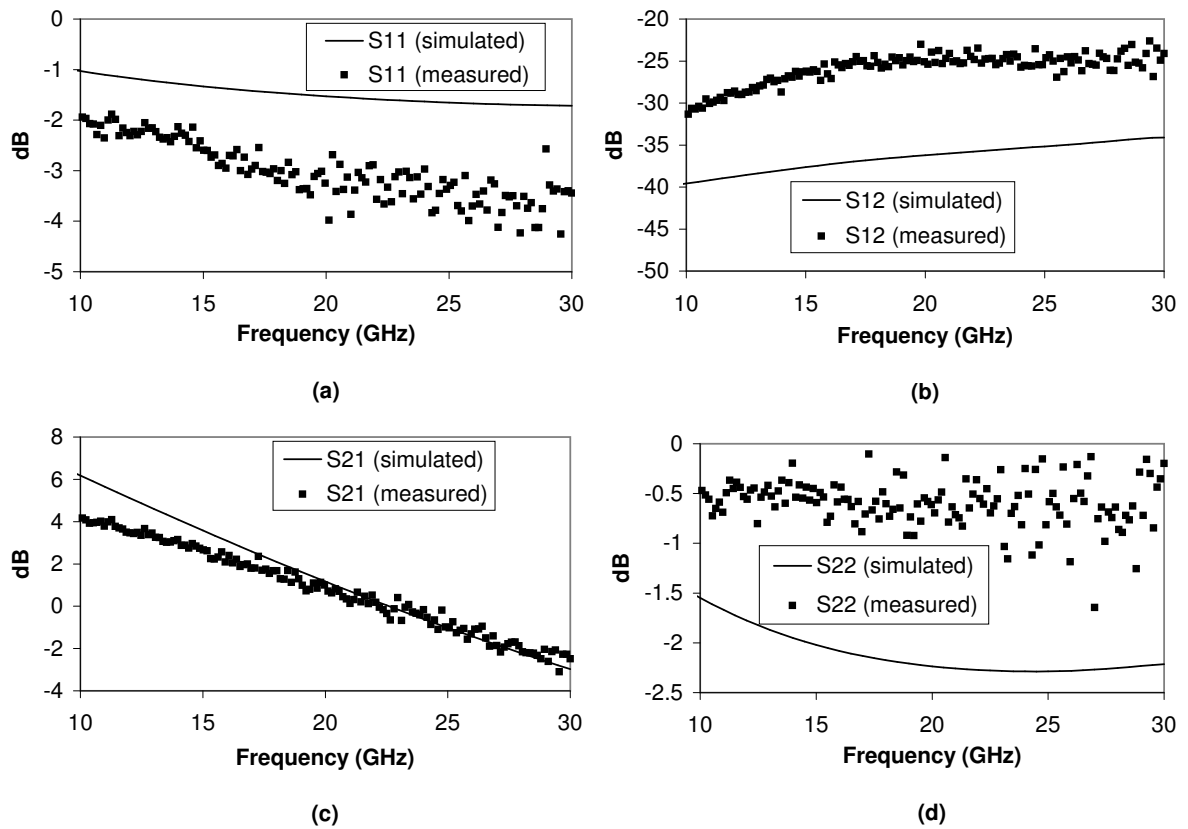 0
-1
-2
-3
-4
-5
dB
S11 (simulated)
S11 (measured)
10 15 20 25 30
Frequency (GHz)
(a)
-20
-25
-30
-35
-40
-45
-50
dB
S12 (simulated)
S12 (measured)
10 15 20 25 30
Frequency (GHz)
(b)
8
6
4
2
0
-2
-4
dB
S21 (simulated)
S21 (measured)
10 15 20 25 30
Frequency (GHz)
(c)
0
-0.5
-1
-1.5
-2
-2.5
dB
S22 (simulated)
S22 (measured)
10 15 20 25 30
Frequency (GHz)
(d)